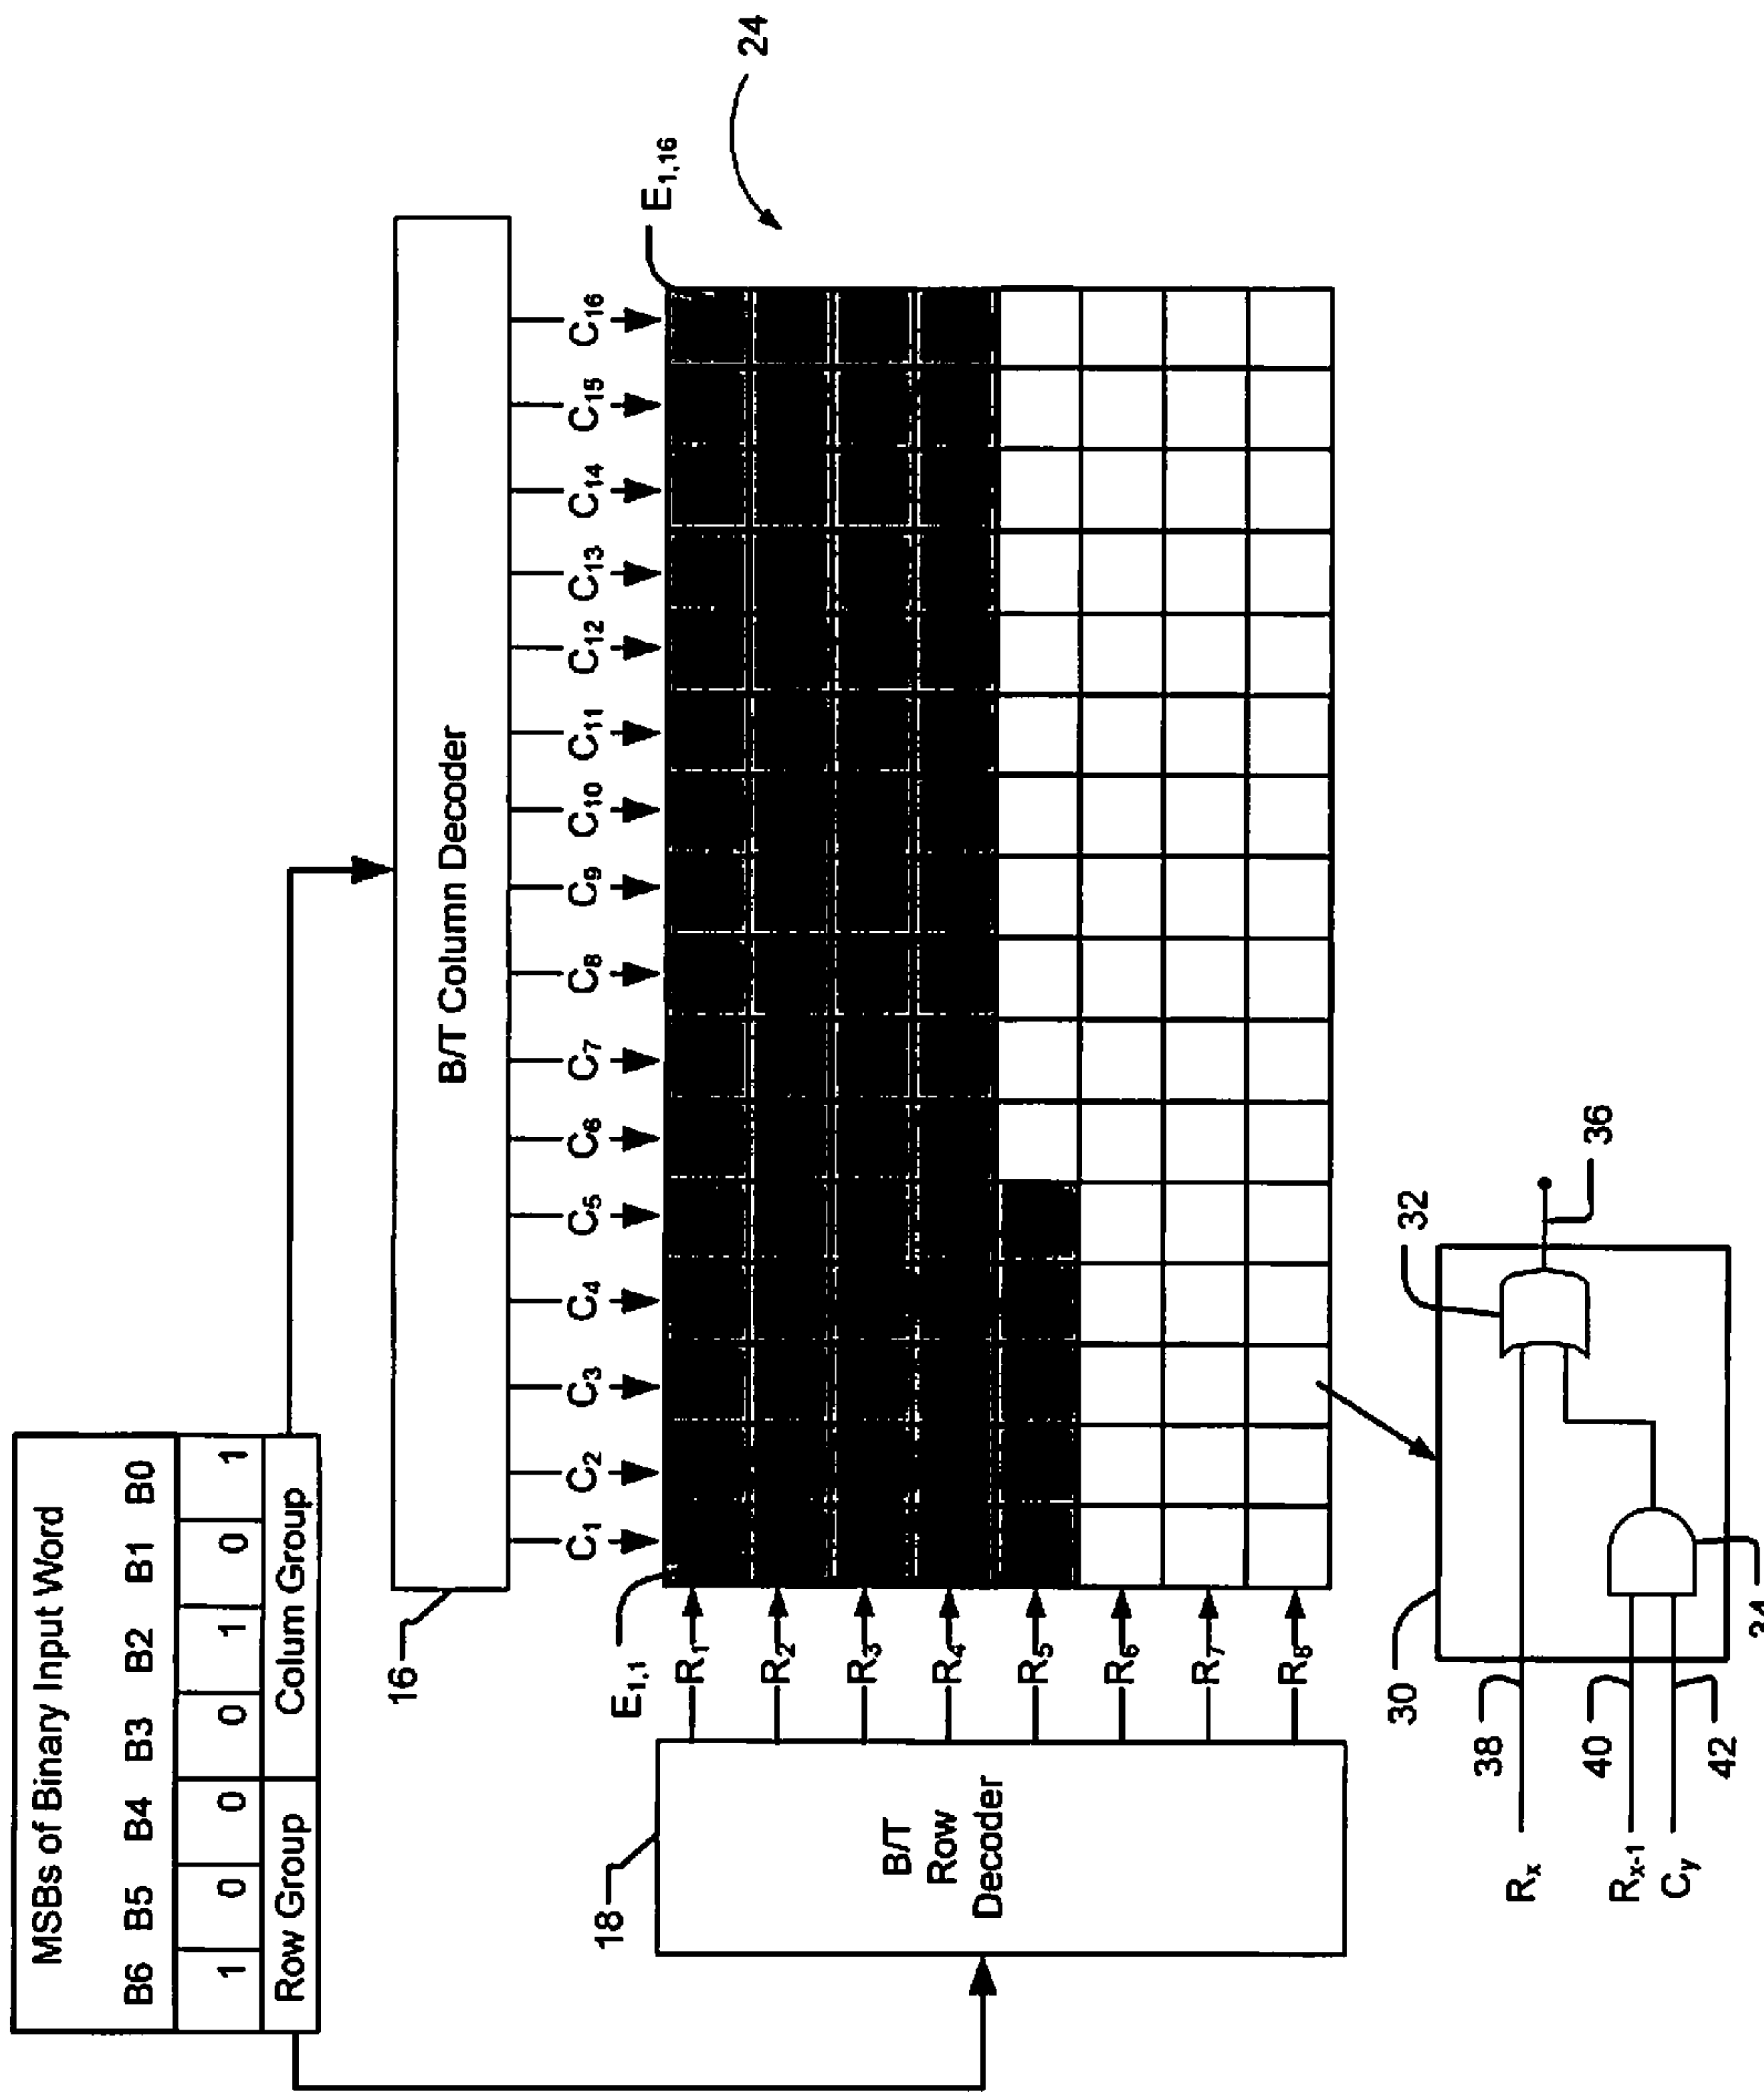 MSBs of Binary Input Word
B6 B5 B4 B3 B2 B1 B0
1 0 0 0 1 0 1
Row Group Colum Group
16
B/T Column Decoder
C1 C2 C3 C4 C5 C6 C7 C8 C9 C10 C11 C12 C13 C14 C15 C16
E1,1
E1,16
24
18
B/T
Row
Decoder
R1
R2
R3
R4
R5
R6
R7
R8
30
32
38
Rx
36
40
Rx-1
Cy
42
34